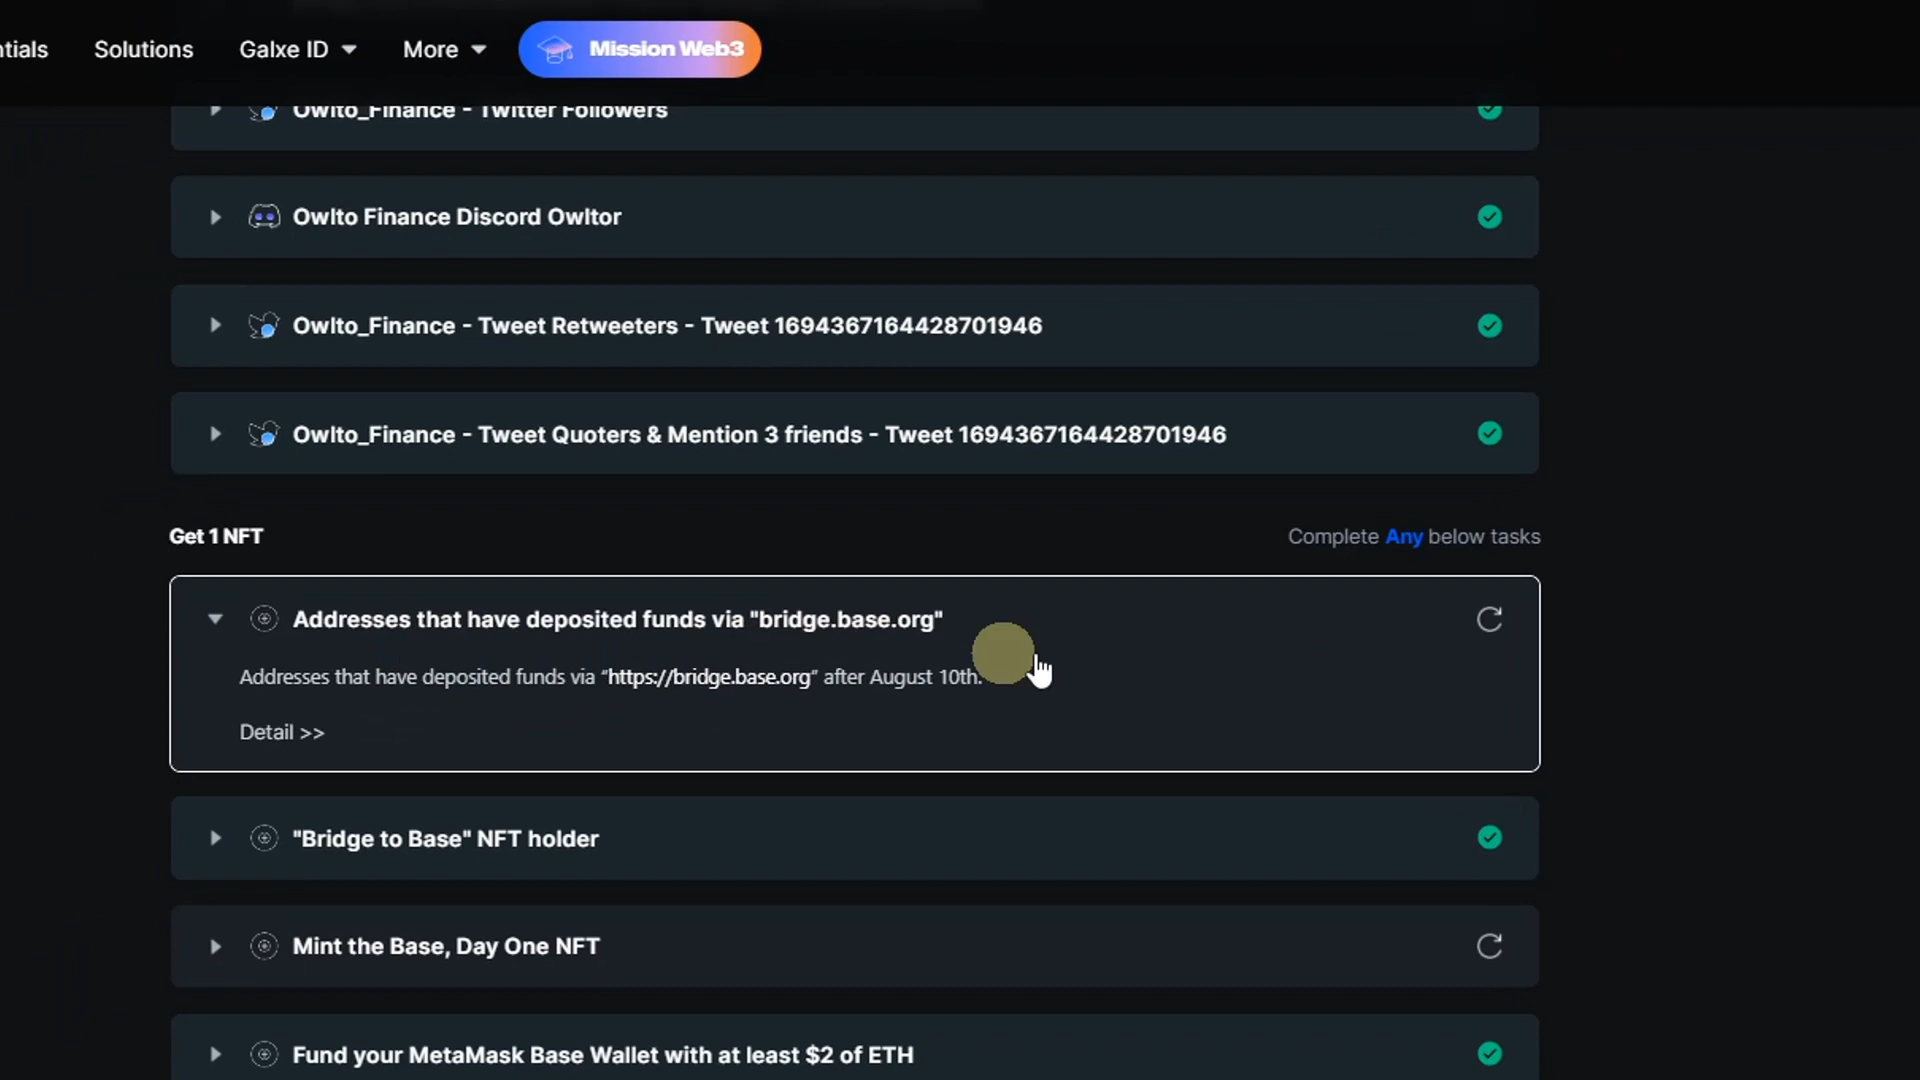 Solutions
Galxe ID
More
Mission Web3
Owlto_Finance - Twitter Followers
Owlto Finance Discord Owltor
Owlto_Finance - Tweet Retweeters - Tweet 1694367164428701946
Owlto_Finance - Tweet Quoters & Mention 3 friends - Tweet 1694367164428701946
Get 1 NFT
Complete Any below tasks
Addresses that have deposited funds via "bridge.base.org"
Addresses that have deposited funds via “https://bridge.base.org” after August 10th.
Detail >>
"Bridge to Base" NFT holder
Mint the Base, Day One NFT
Fund your MetaMask Base Wallet with at least $2 of ETH